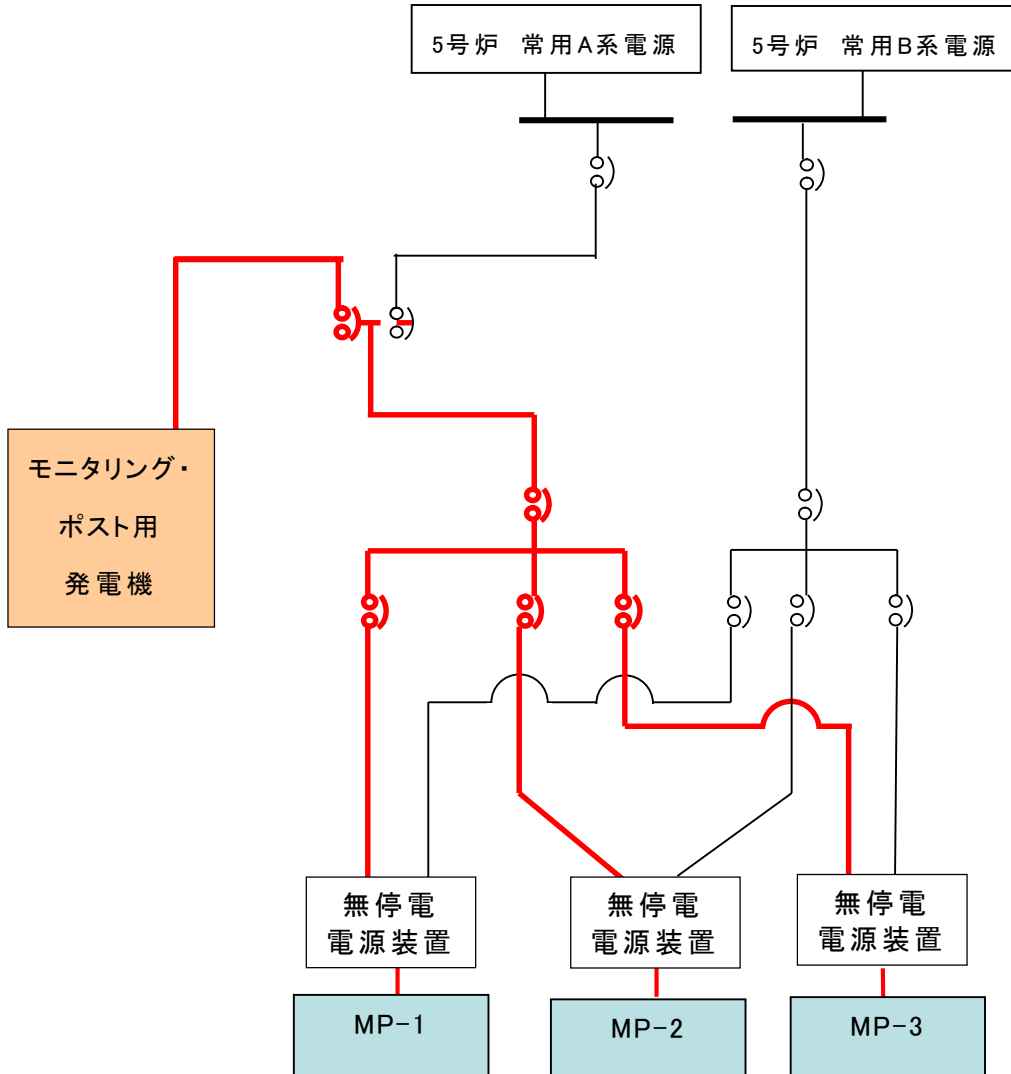 5号炉 常用A系電源
5号炉 常用B系電源
モニタリング・
ポスト用
発電機
無停電
電源装置
無停電
電源装置
無停電
電源装置
MP-1
MP-2
MP-3